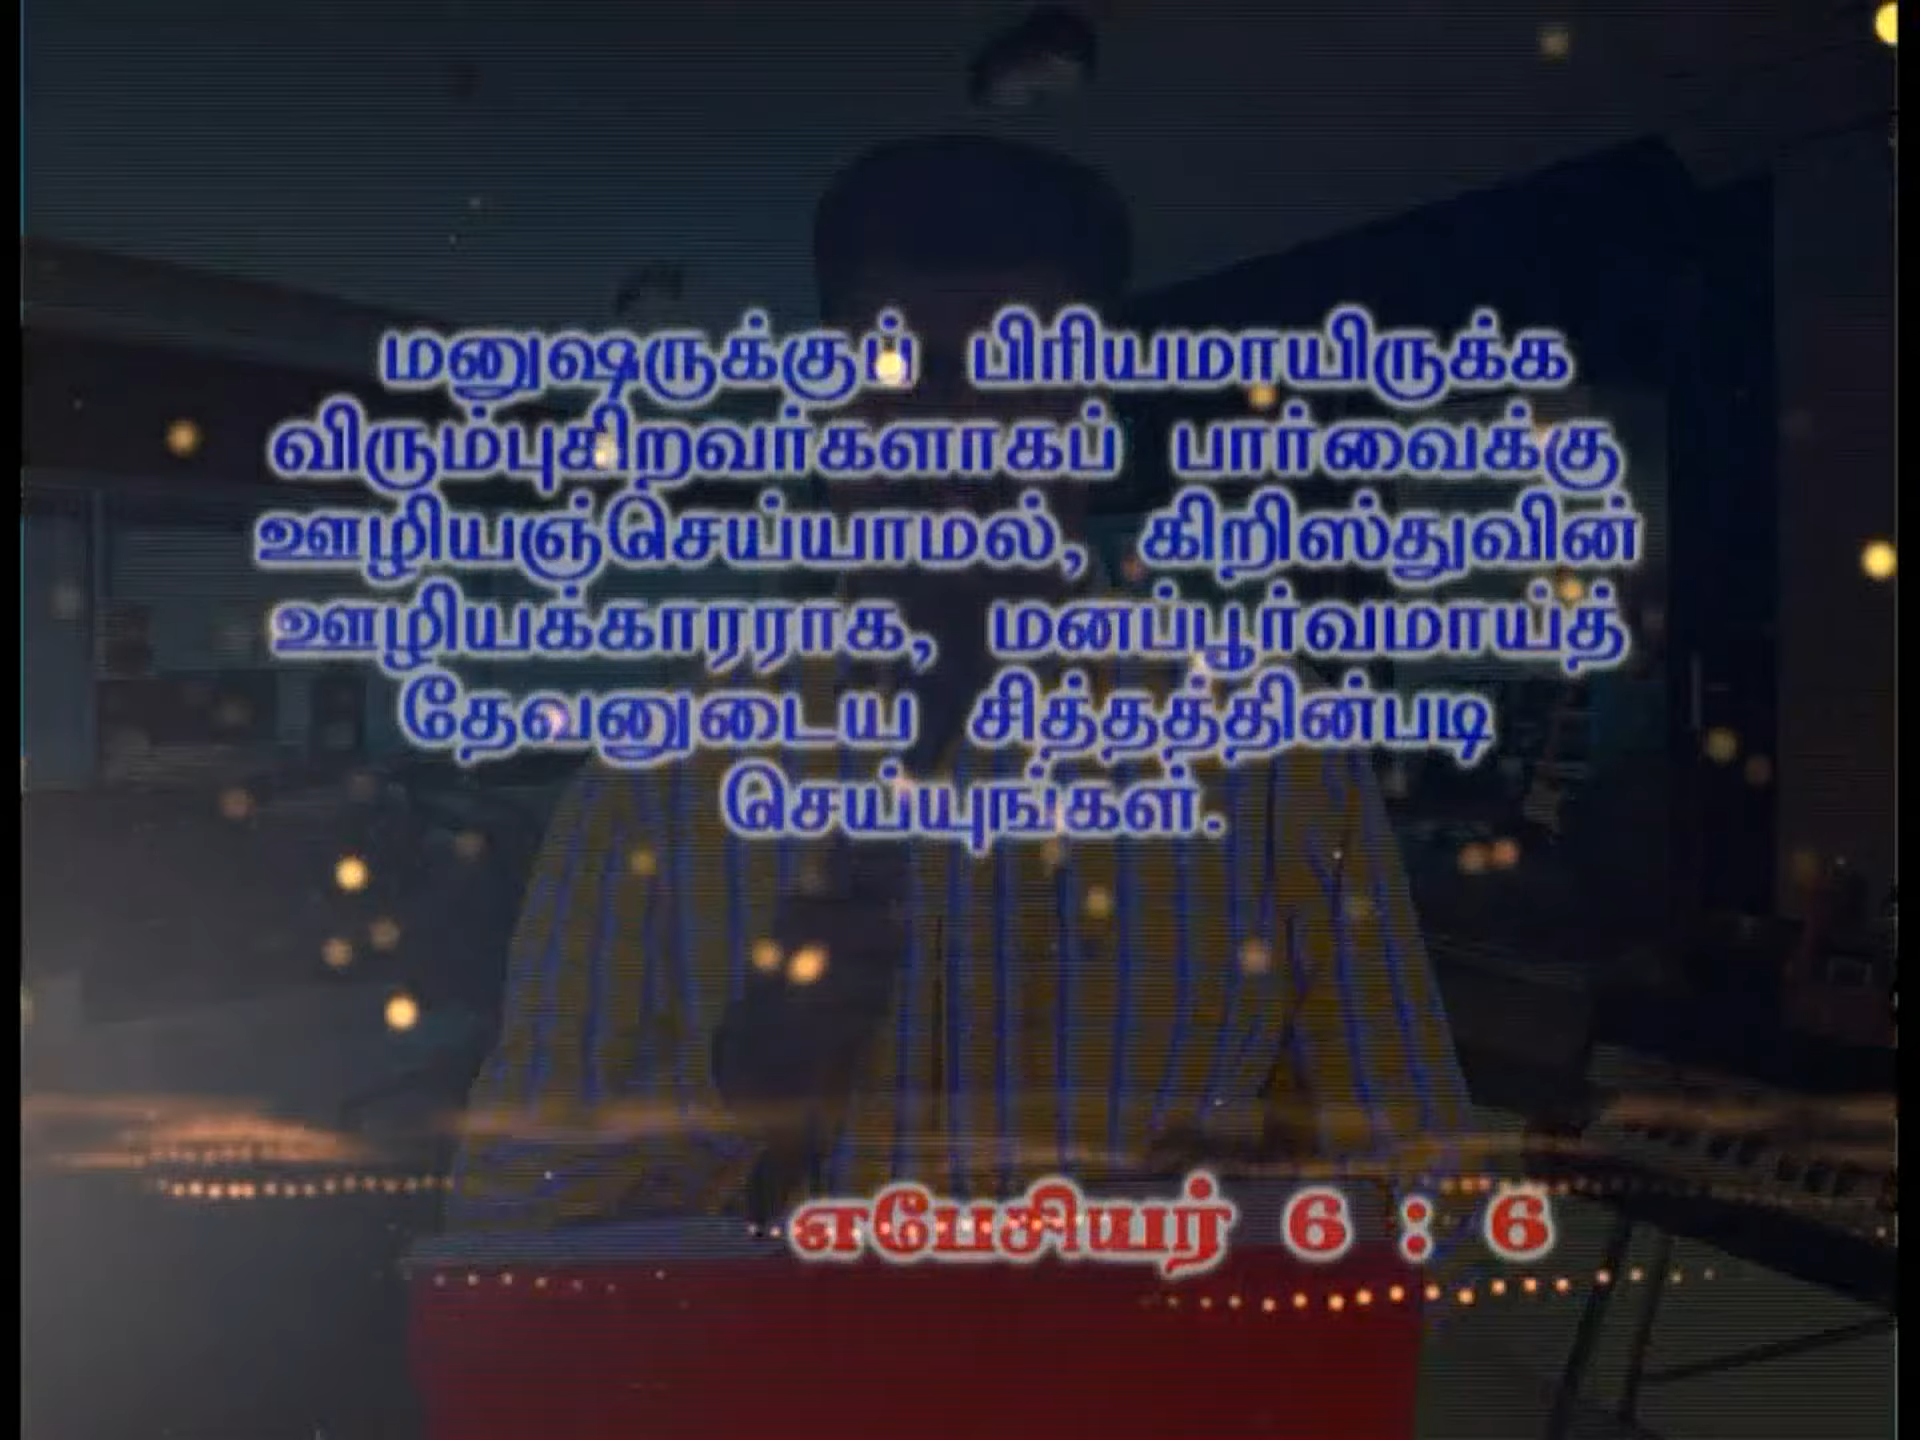 மனுஷருக்குப் பிரியமாயிருக்க
விரும்புகிறவர்களாகப் பார்வைக்கு
ஊழியஞ்செய்யாமல், கிறிஸ்துவின்
ஊழியக்காரராக, மனப்பூர்வமாய்த்
தேவனுடைய சித்தத்தின்படி
செய்யுங்கள்.
எபேசியர் 6 : 6